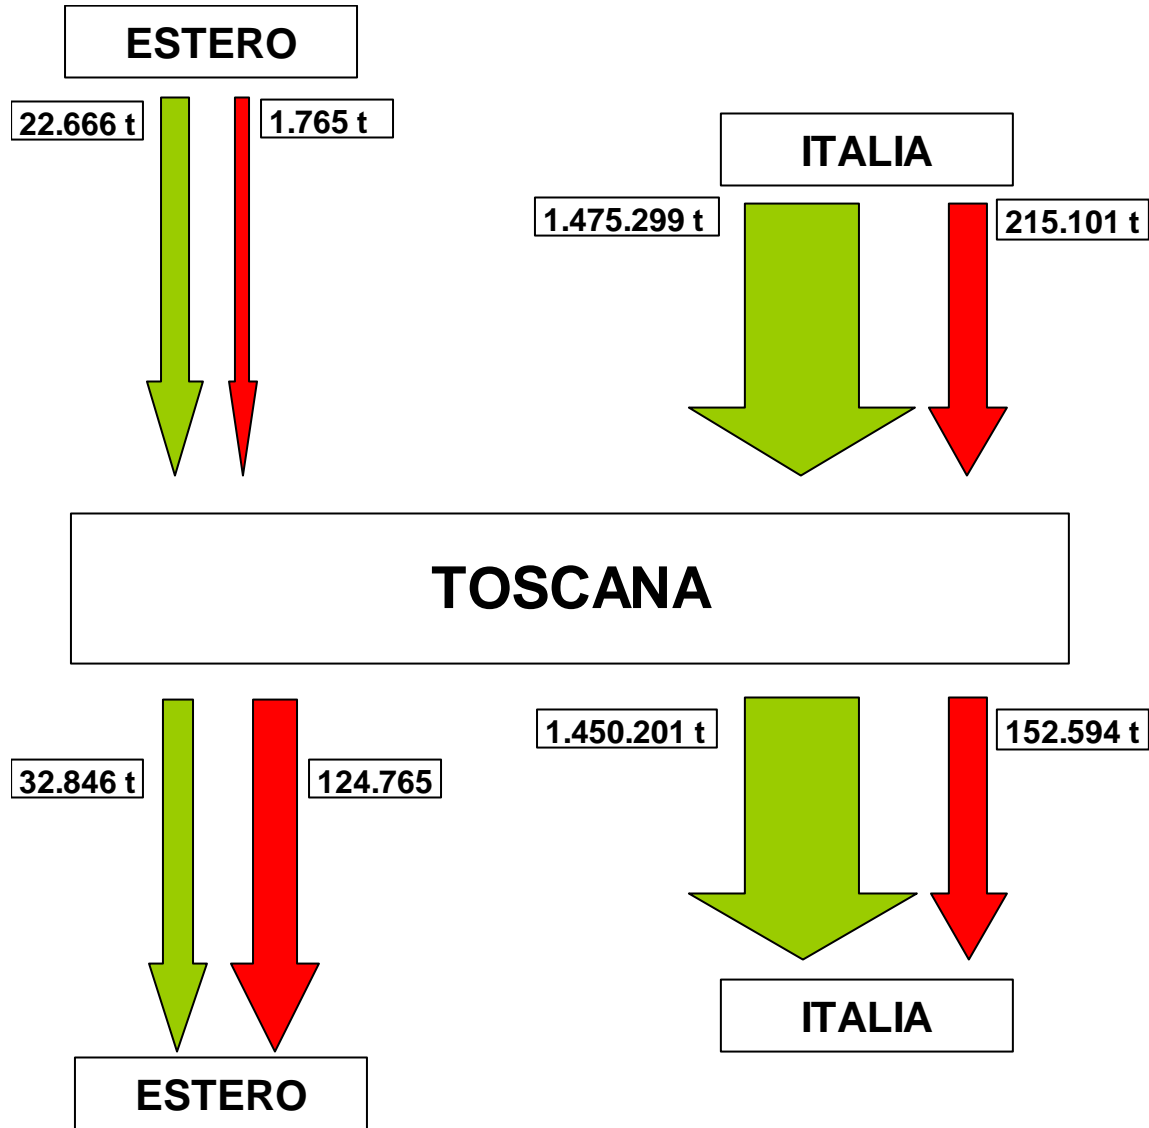 ESTERO
22.666 t
1.765 t
ITALIA
1.475.299 t
215.101 t
TOSCANA
1.450.201 t
152.594 t
32.846 t
124.765
ITALIA
ESTERO